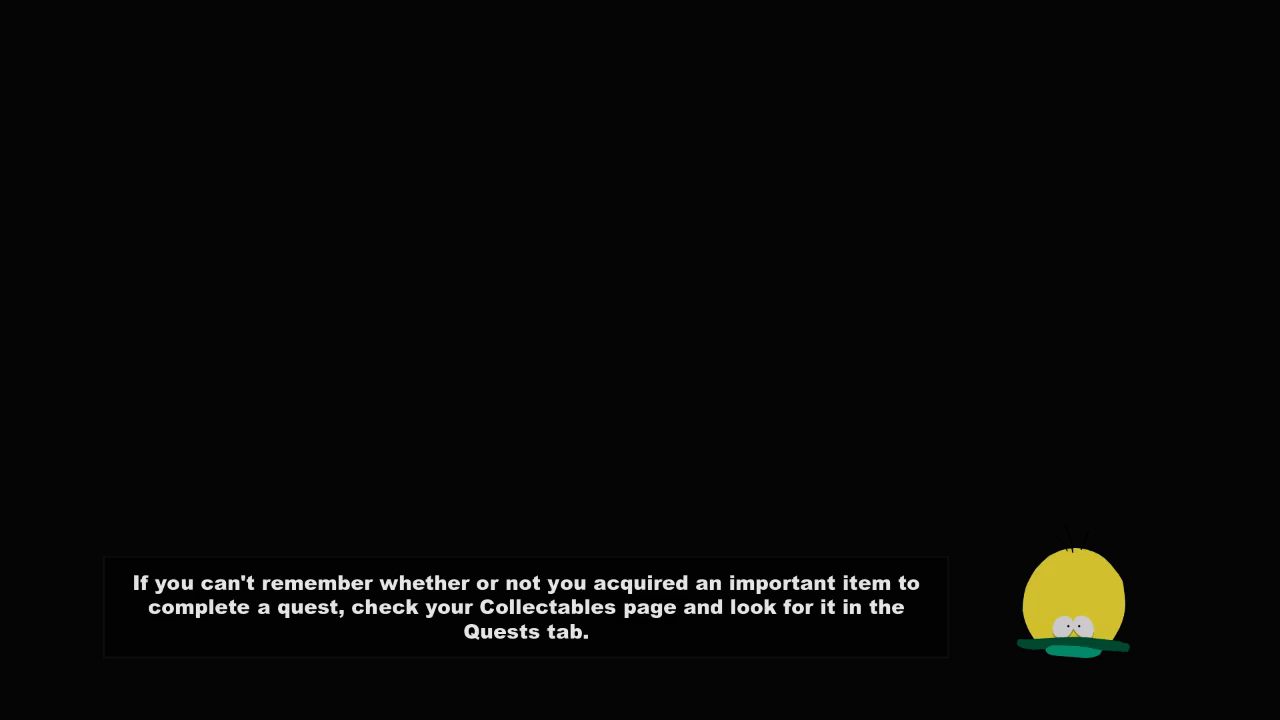 If you can't remember whether or not you acquired an important item to
complete a quest, check your Collectables page and look for it in the
Quests tab.